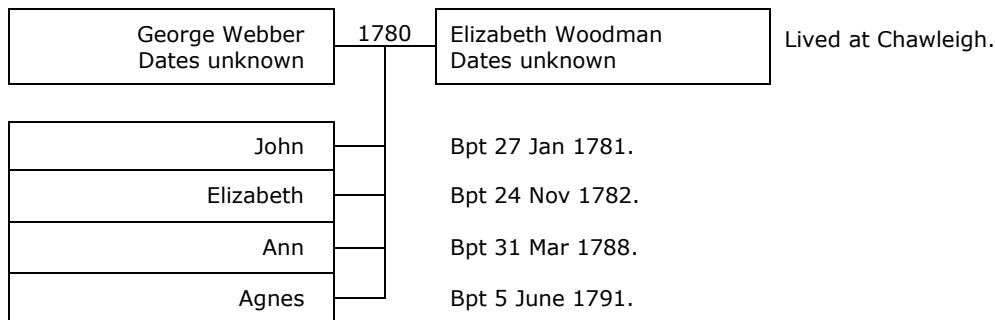 George Webber 1780 Elizabeth Woodman
Dates unknown Dates unknown
Lived at Chawleigh.
John Bpt 27 Jan 1781.
Elizabeth Bpt 24 Nov 1782.
Ann Bpt 31 Mar 1788.
Agnes Bpt 5 June 1791.